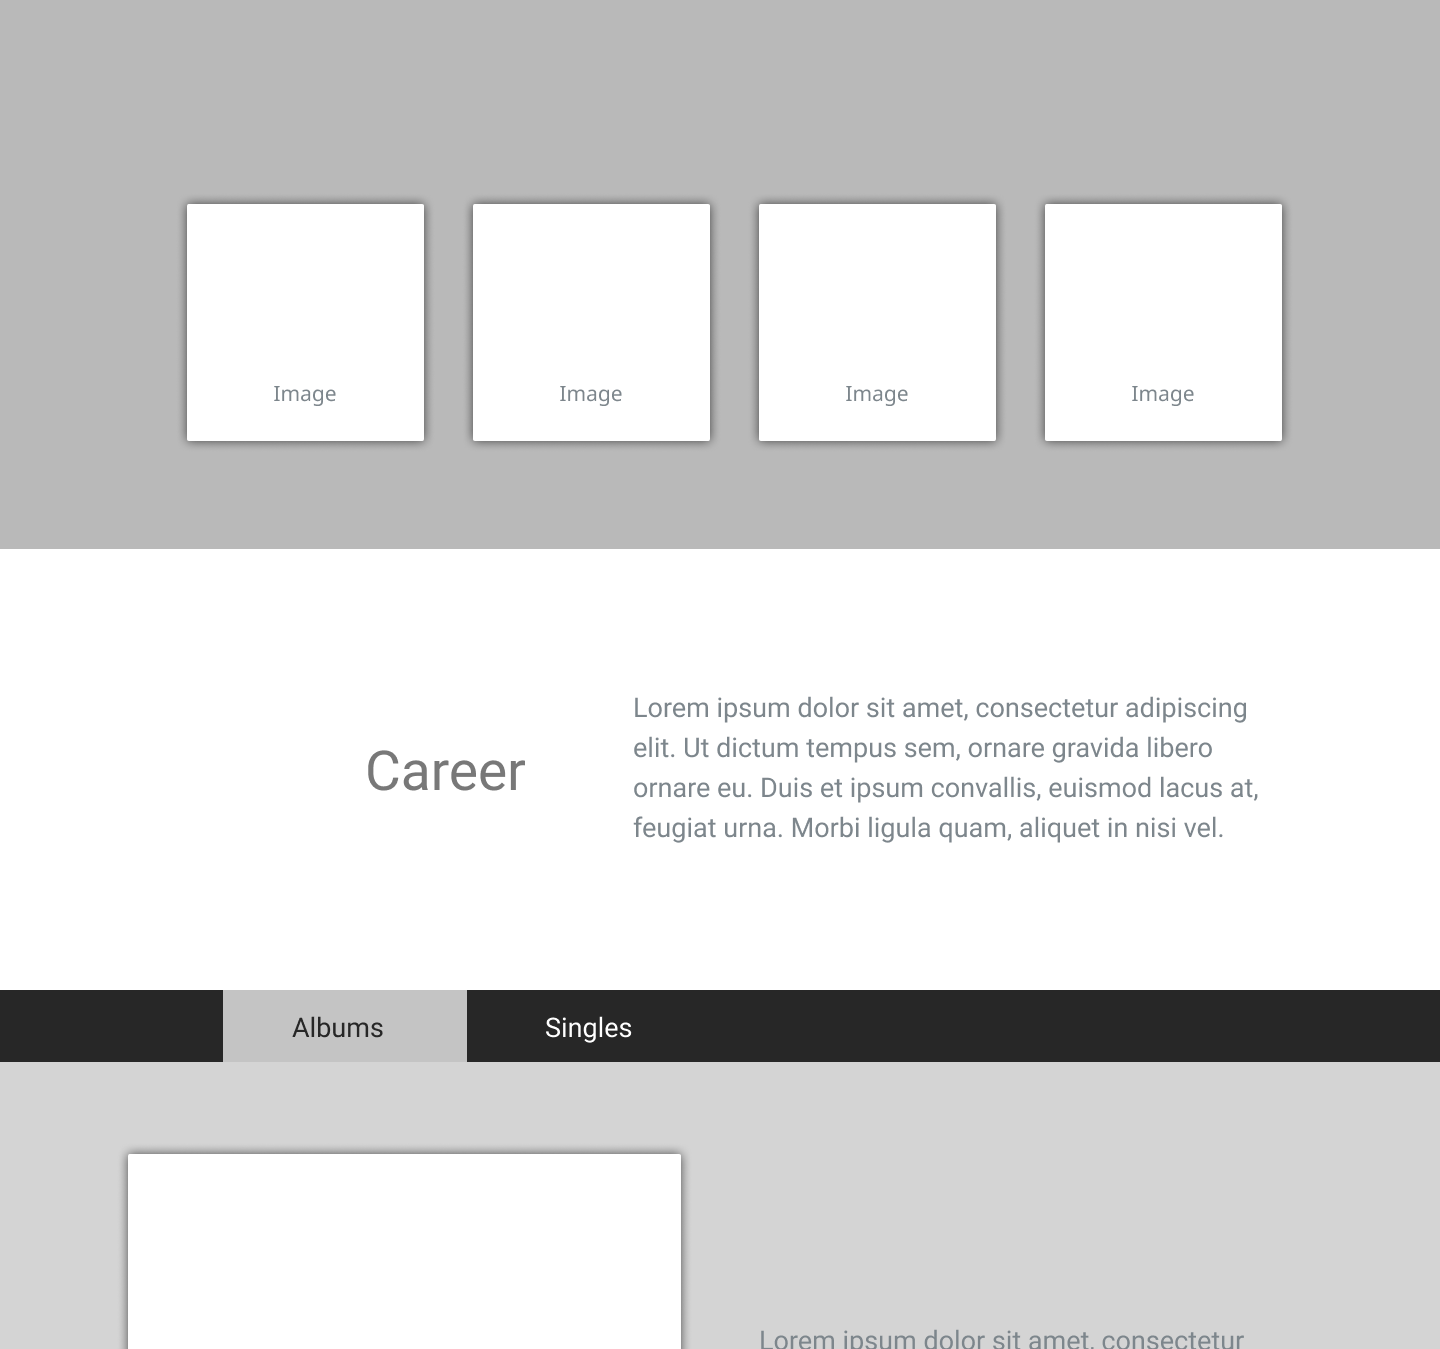 Image
Image
Image
Image
Career
Lorem ipsum dolor sit amet, consectetur adipiscing
elit. Ut dictum tempus sem, ornare gravida libero
ornare eu. Duis et ipsum convallis, euismod lacus at,
feugiat urna. Morbi ligula quam, aliquet in nisi vel.
Albums
Singles
Lorem ipsum dolor sit amet, consectetur